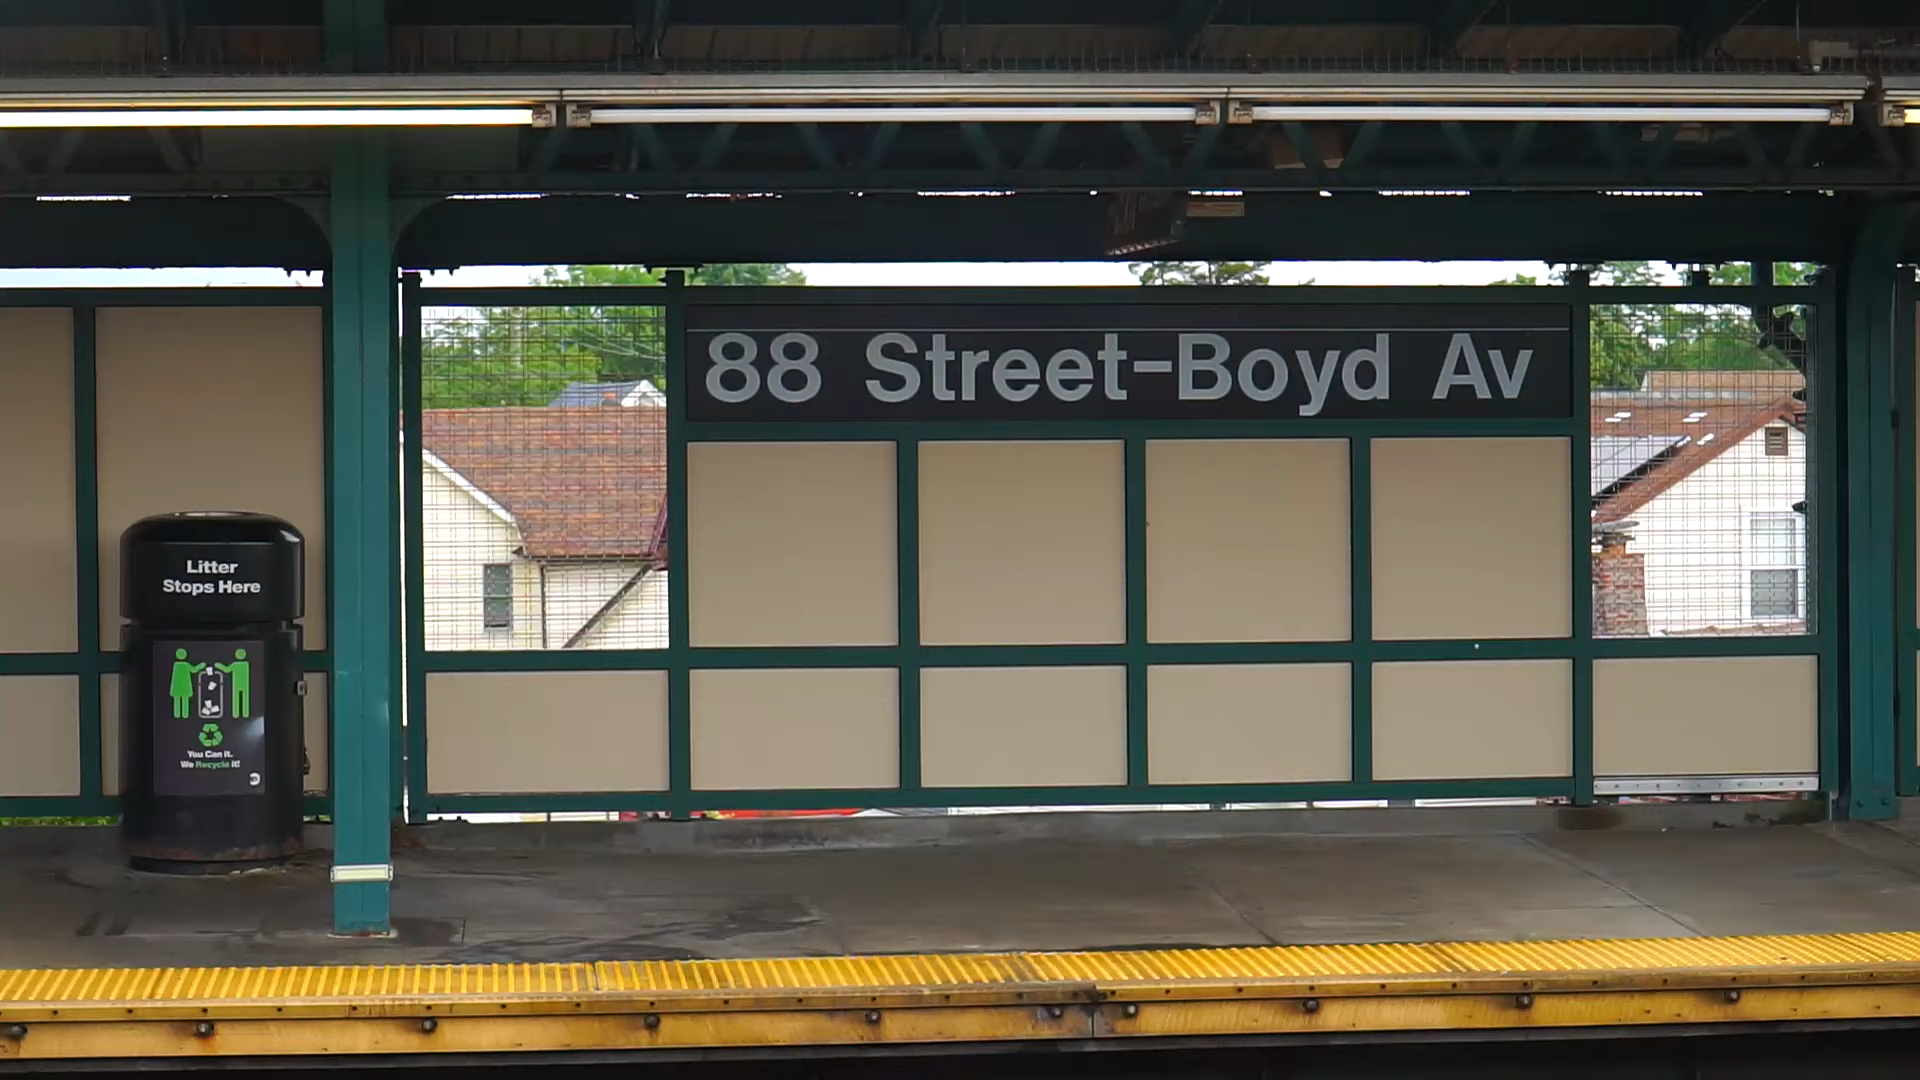 88 Street-Boyd Av
Litter
Stops Here
You Can it.
We Recycle it!